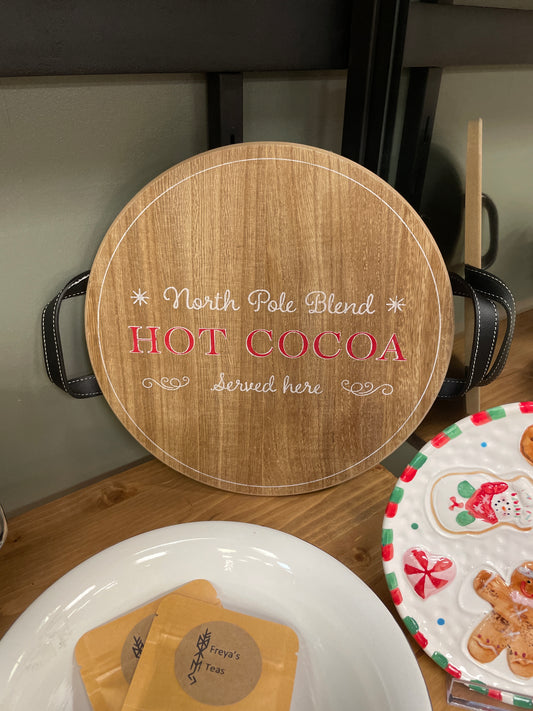 North Pole Blend
HOT COCOA
Served here
Freya's
Teas